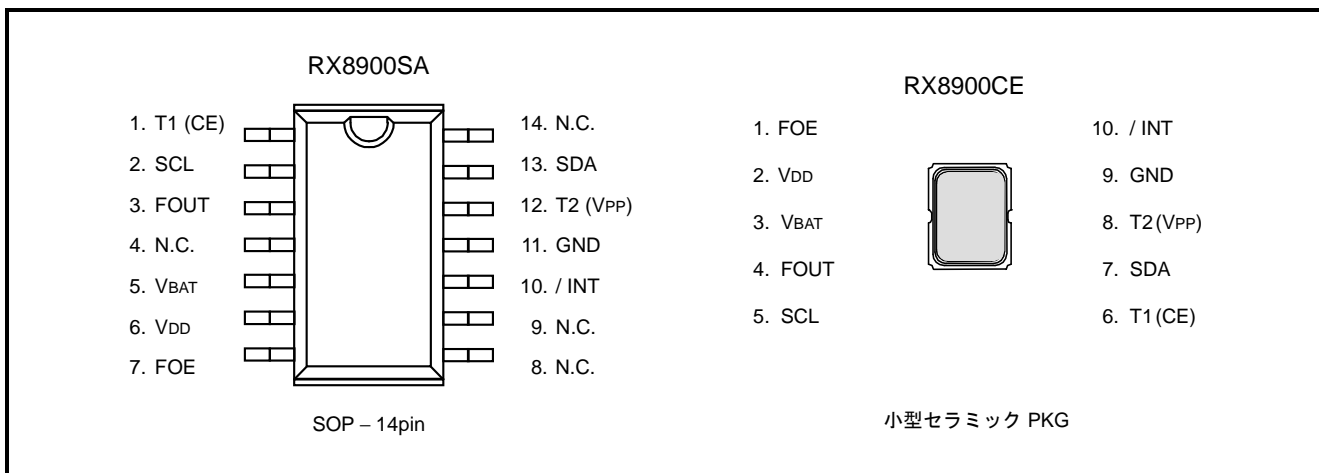 RX8900SA
1. T1 (CE)
2. SCL
3. FOUT
4. N.C.
5. VBAT
6. VDD
7. FOE
14. N.C.
13. SDA
12. T2 (VPP)
11. GND
10. / INT
9. N.C.
8. N.C.
SOP – 14pin
RX8900CE
1. FOE
2. VDD
3. VBAT
4. FOUT
5. SCL
10. / INT
9. GND
8. T2 (VPP)
7. SDA
6. T1 (CE)
小型セラミック PKG